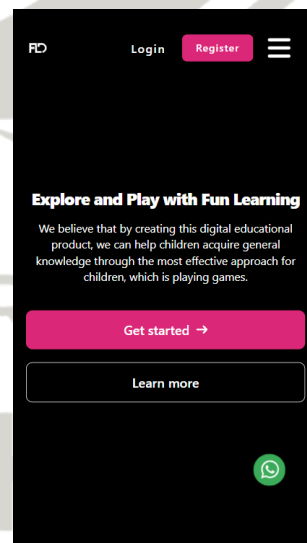 FLD
Login
Register
Explore and Play with Fun Learning
We believe that by creating this digital educational
product, we can help children acquire general
knowledge through the most effective approach for
children, which is playing games.
Get started →
Learn more